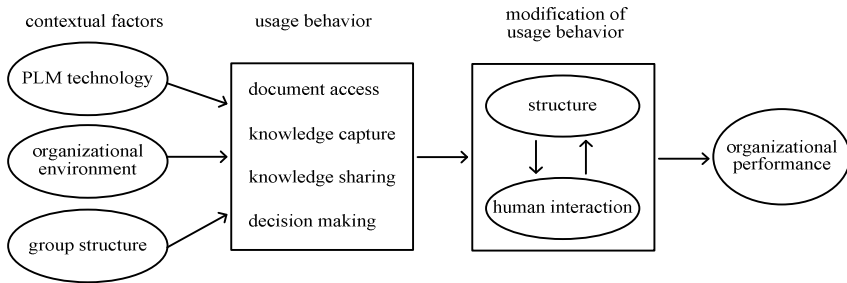 contextual factors
PLM technology
organizational
environment
group structure
usage behavior
document access
knowledge capture
knowledge sharing
decision making
modification of
usage behavior
structure
human interaction
organizational
performance